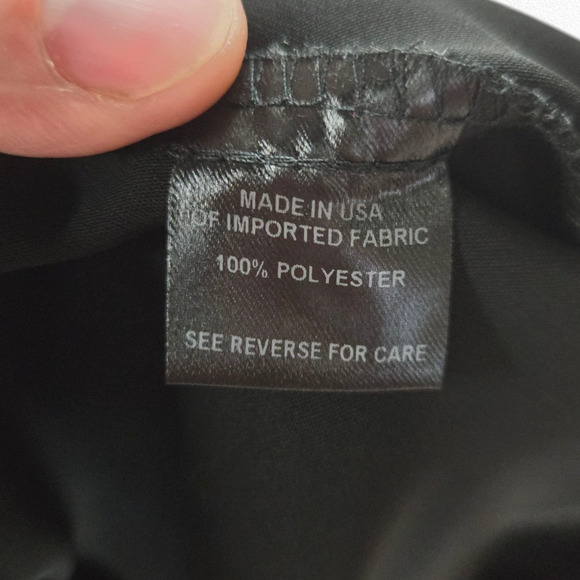 MADE IN USA
OF IMPORTED FABRIC
100% POLYESTER
SEE REVERSE FOR CARE